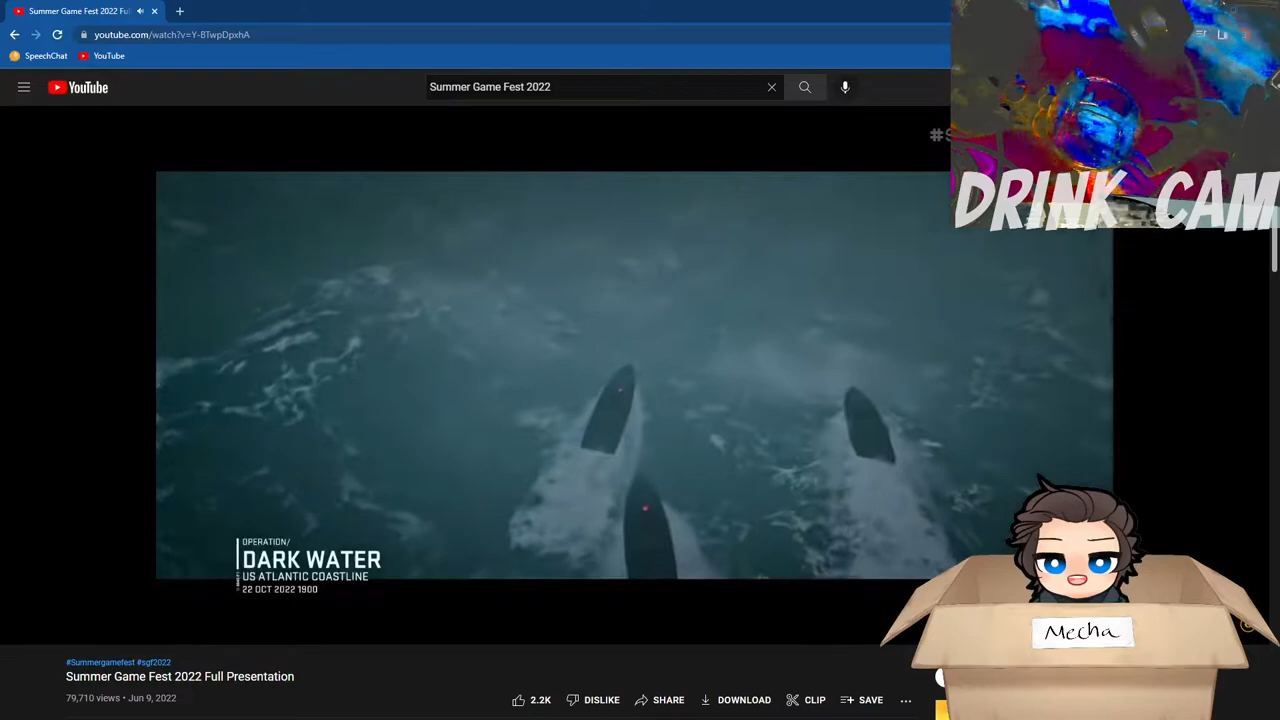 Summer Game Fest 2022 Ful
youtube.com/watch?v=Y-BTwpDpxhA
SpeechChat
YouTube
YouTube
Summer Game Fest 2022
DRINK CAM
OPERATION/
DARK WATER
US ATLANTIC COASTLINE
22 OCT 2022 1900
Mecha
#Summergamefest #sgf2022
Summer Game Fest 2022 Full Presentation
79,710 views • Jun 9, 2022
2.2K
DISLIKE
SHARE
DOWNLOAD
CLIP
SAVE